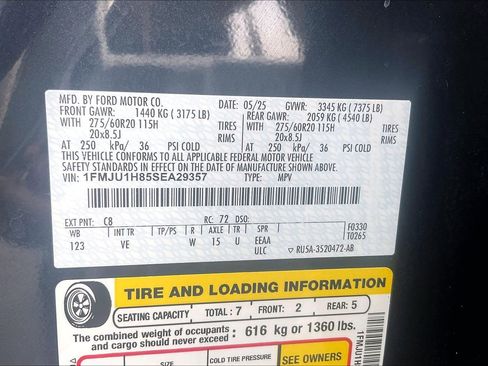 MFD. BY FORD MOTOR CO. 05/25 GVWR: 3345 KG (7375 LB)
FRONT GAWR: 1440 KG (3175 LB) REAR GAWR: 2059 KG (4540 LB)
WITH 275/60R20 115H TIRES WITH 275/60R20 115H TIRES
20x8.5J RIMS 20x8.5J RIMS
AT 250 kPa/ 36 PSI COLD AT 250 kPa/ 36 PSI COLD
THIS VEHICLE CONFORMS TO ALL APPLICABLE FEDERAL MOTOR VEHICLE
SAFETY STANDARDS IN EFFECT ON THE DATE OF MANUFACTURE SHOWN ABOVE.
VIN: 1FMJU1H85SEA29357 TYPE: MPV
EXT PNT: C8 RC: 72 DSO:
WB R W AXLE TR SPR F0330
123 VE W 15 U EEAA T0265
ULC RU5A-3520472-AB
TIRE AND LOADING INFORMATION
SEATING CAPACITY TOTAL: 7 FRONT: 2 REAR: 5
The combined weight of occupants and cargo should never exceed: 616 kg or 1360 lbs.
SIZE COLD TIRE PRESSURE SEE OWNERS
1FMJU1H